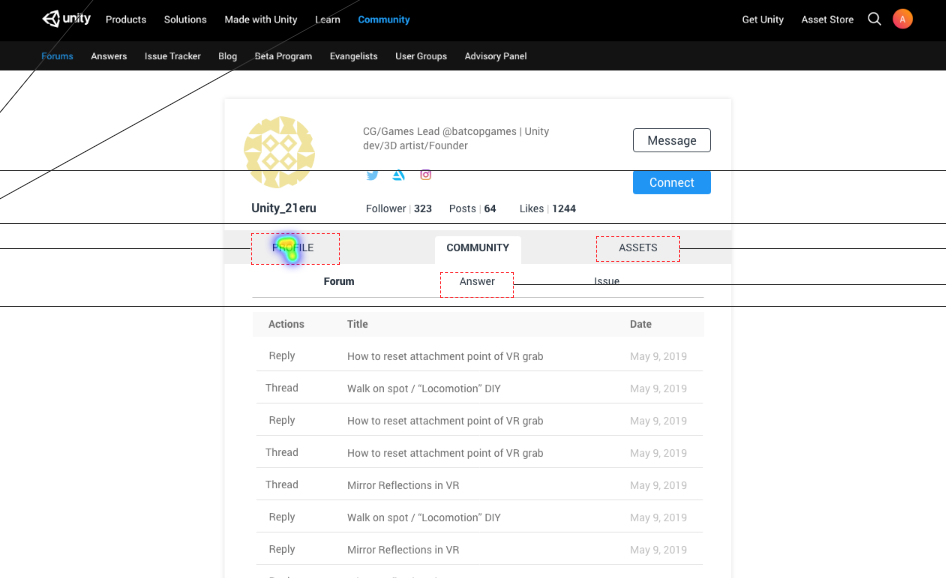 unity Products Solutions Made with Unity Learn Community Get Unity Asset Store A
Forums Answers Issue Tracker Blog Beta Program Evangelists User Groups Advisory Panel
CG/Games Lead @batcopgames | Unity
dev/3D artist/Founder
Message
Connect
Unity_21eru
Follower | 323 Posts | 64 Likes | 1244
PROFILE COMMUNITY ASSETS
Forum Answer Issue
Actions Title Date
Reply How to reset attachment point of VR grab May 9, 2019
Thread Walk on spot / “Locomotion” DIY May 9, 2019
Reply How to reset attachment point of VR grab May 9, 2019
Thread How to reset attachment point of VR grab May 9, 2019
Thread Mirror Reflections in VR May 9, 2019
Reply Walk on spot / “Locomotion” DIY May 9, 2019
Reply Mirror Reflections in VR May 9, 2019